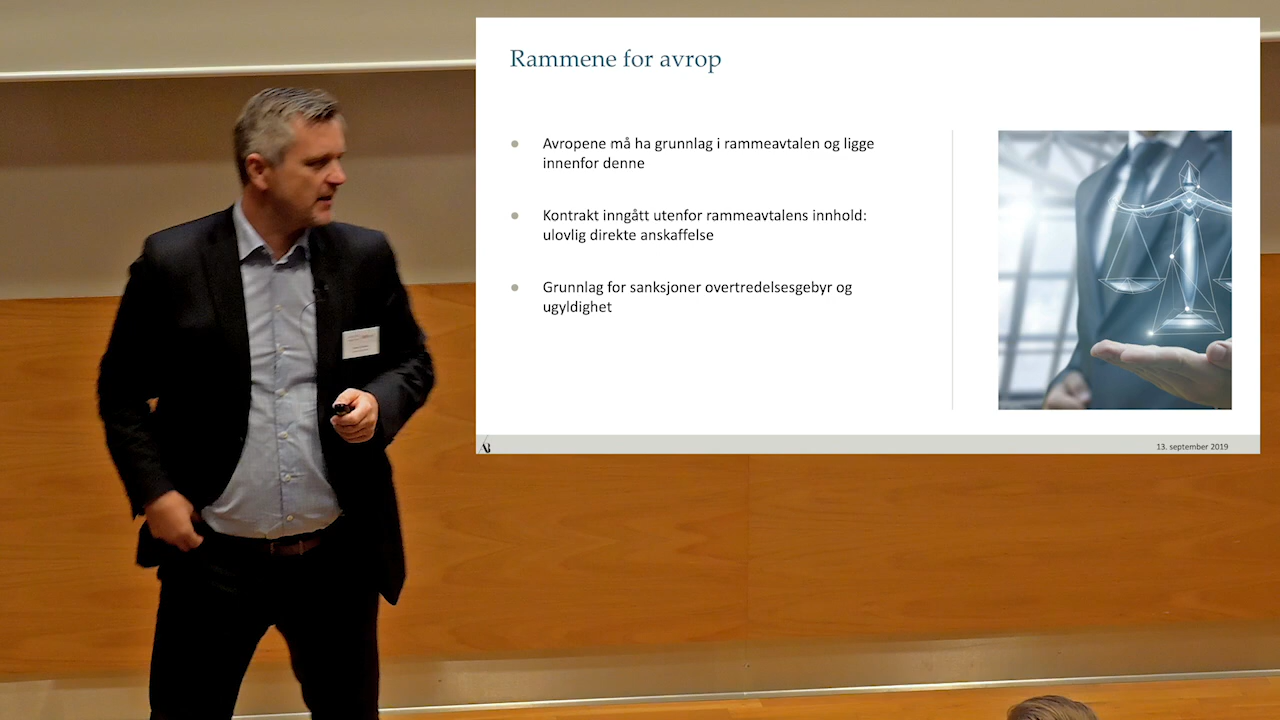 Rammene for avrop
Avropene må ha grunnlag i rammeavtalen og ligge
innenfor denne
Kontrakt inngått utenfor rammeavtalens innhold:
ulovlig direkte anskaffelse
Grunnlag for sanksjoner overtredelsesgebyr og
ugyldighet
13. september 2019